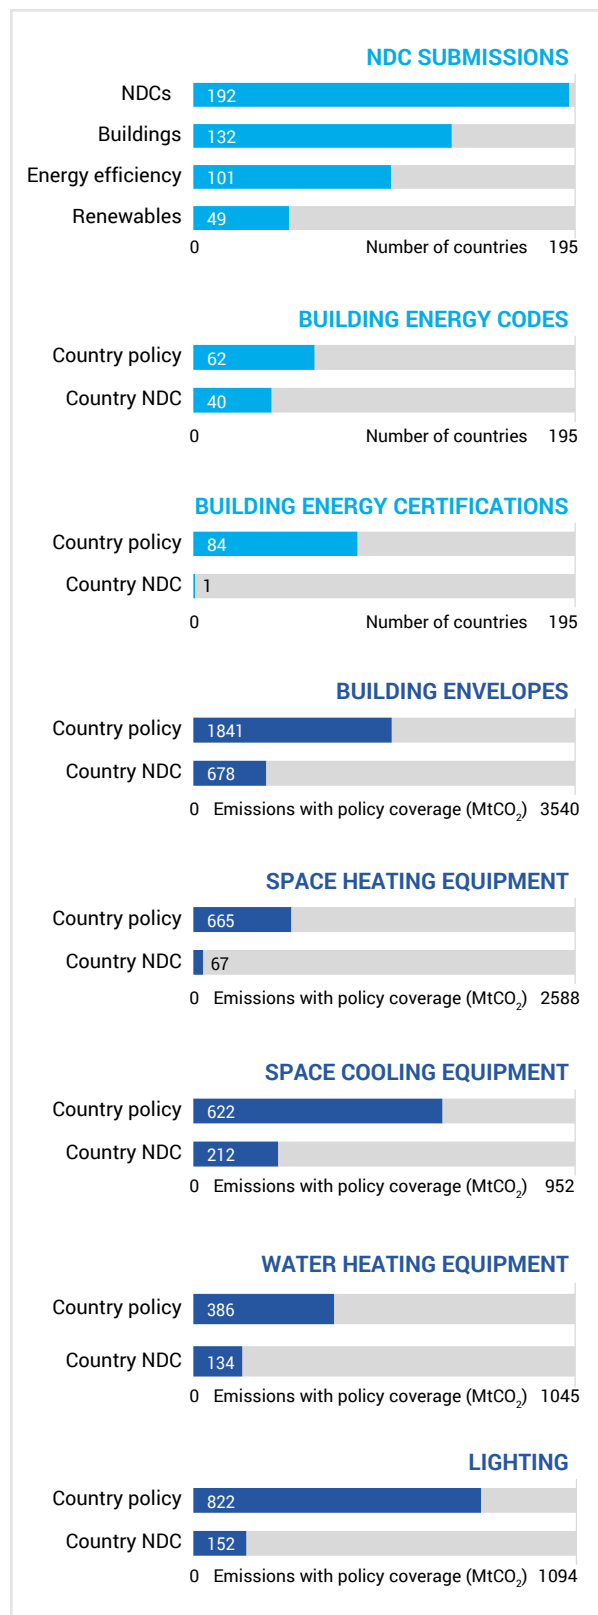 NDC SUBMISSIONS
NDCs 192
Buildings 132
Energy efficiency 101
Renewables 49
0 Number of countries 195
BUILDING ENERGY CODES
Country policy 62
Country NDC 40
0 Number of countries 195
BUILDING ENERGY CERTIFICATIONS
Country policy 84
Country NDC 1
0 Number of countries 195
BUILDING ENVELOPES
Country policy 1841
Country NDC 678
0 Emissions with policy coverage (MtCO₂) 3540
SPACE HEATING EQUIPMENT
Country policy 665
Country NDC 67
0 Emissions with policy coverage (MtCO₂) 2588
SPACE COOLING EQUIPMENT
Country policy 622
Country NDC 212
0 Emissions with policy coverage (MtCO₂) 952
WATER HEATING EQUIPMENT
Country policy 386
Country NDC 134
0 Emissions with policy coverage (MtCO₂) 1045
LIGHTING
Country policy 822
Country NDC 152
0 Emissions with policy coverage (MtCO₂) 1094